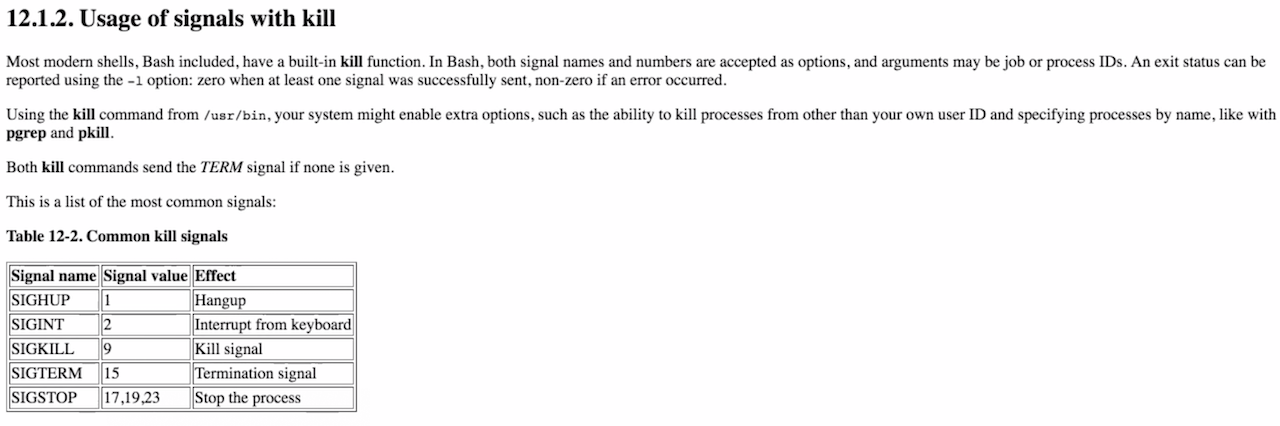 12.1.2. Usage of signals with kill
Most modern shells, Bash included, have a built-in kill function. In Bash, both signal names and numbers are accepted as options, and arguments may be job or process IDs. An exit status can be
reported using the -l option: zero when at least one signal was successfully sent, non-zero if an error occurred.
Using the kill command from /usr/bin, your system might enable extra options, such as the ability to kill processes from other than your own user ID and specifying processes by name, like with
pgrep and pkill.
Both kill commands send the TERM signal if none is given.
This is a list of the most common signals:
Table 12-2. Common kill signals
Signal name Signal value Effect
SIGHUP 1 Hangup
SIGINT 2 Interrupt from keyboard
SIGKILL 9 Kill signal
SIGTERM 15 Termination signal
SIGSTOP 17,19,23 Stop the process